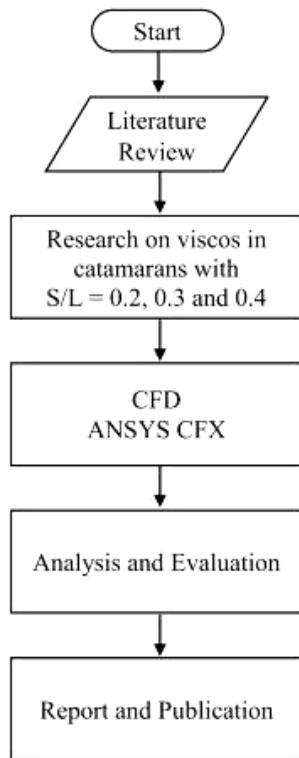 Start
Literature
Review
Research on viscos in
catamarans with
S/L = 0.2, 0.3 and 0.4
CFD
ANSYS CFX
Analysis and Evaluation
Report and Publication